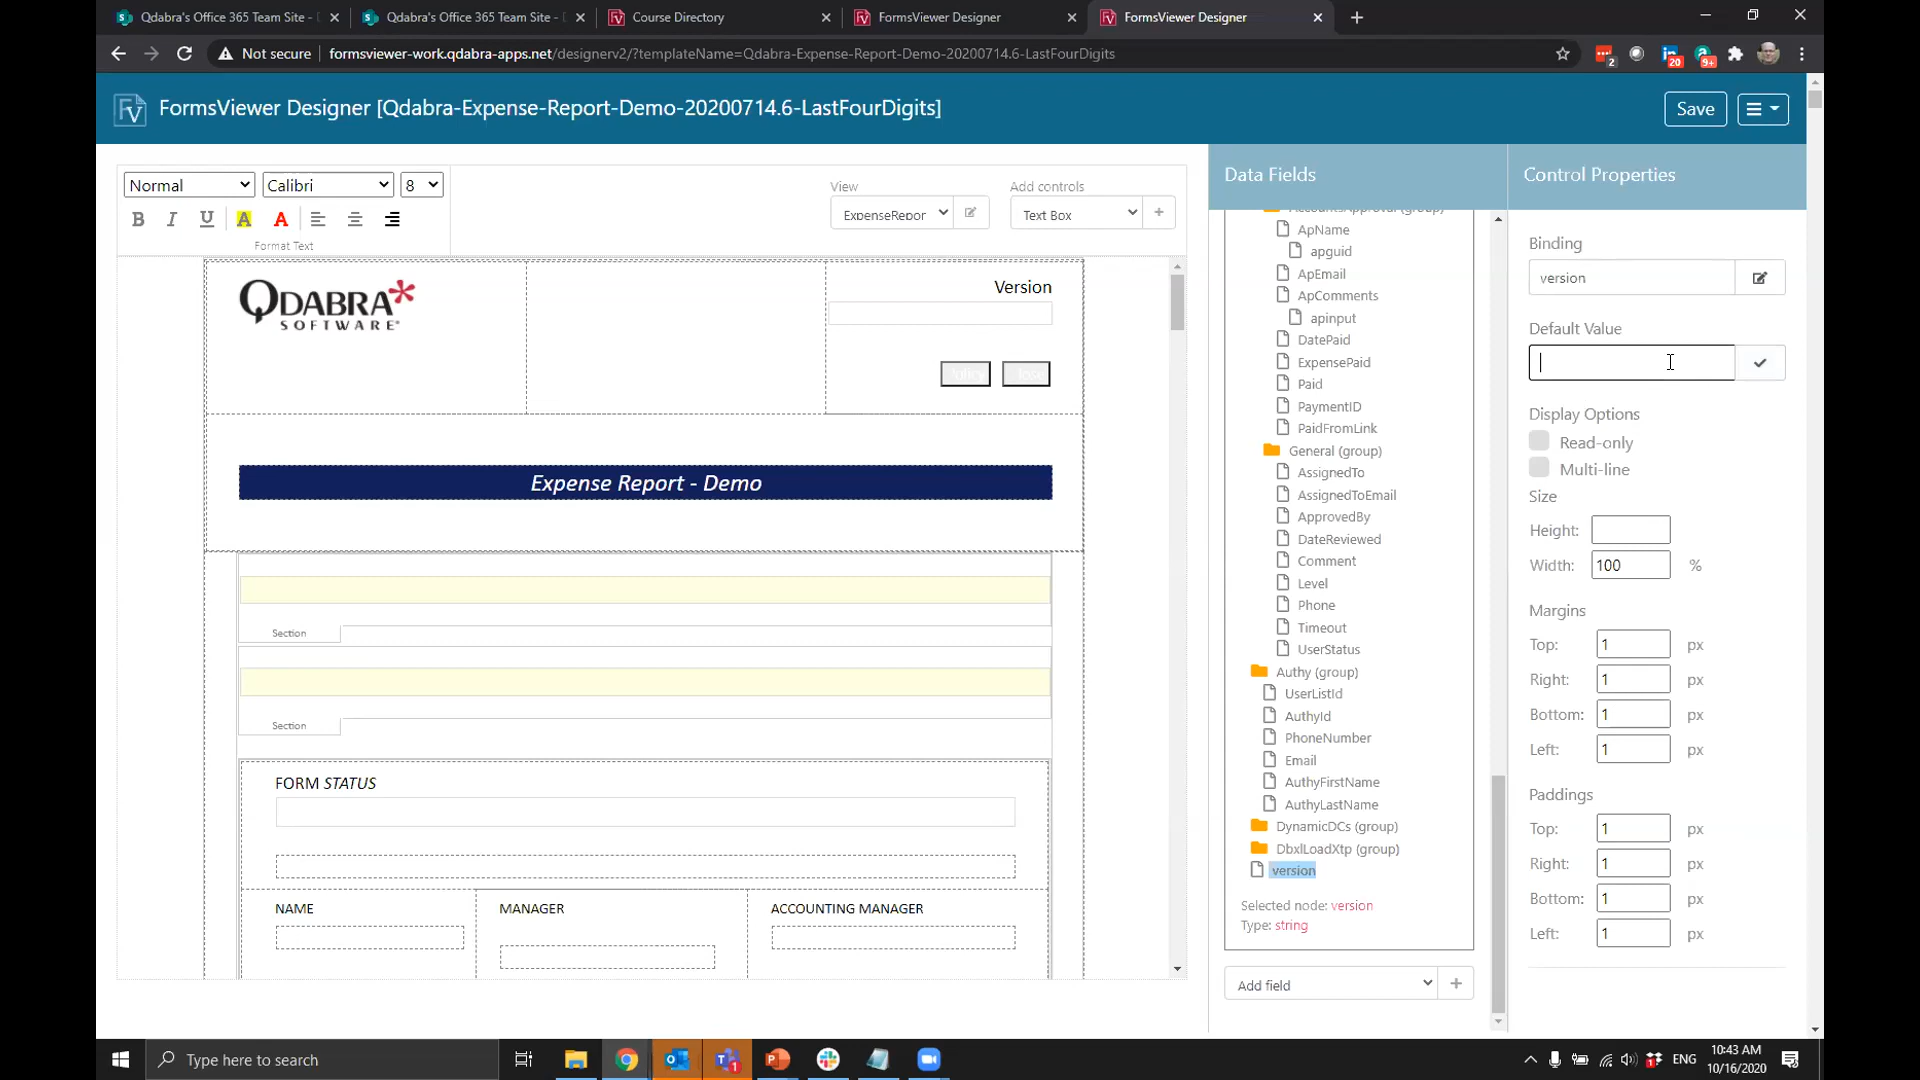 Qdabra's Office 365 Team Site -
Qdabra's Office 365 Team Site -
Course Directory
FormsViewer Designer
FormsViewer Designer
Not secure
formsviewer-work.qdabra-apps.net/designerv2/?templateName=Qdabra-Expense-Report-Demo-20200714.6-LastFourDigits
2
20
9+
FormsViewer Designer [Qdabra-Expense-Report-Demo-20200714.6-LastFourDigits]
Save
Normal
Calibri
8
B I U A A
Format Text
View
ExpenseRepor
Add controls
Text Box
QDABRA
SOFTWARE
Version
Policy
Close
Expense Report - Demo
Section
Section
FORM STATUS
NAME
MANAGER
ACCOUNTING MANAGER
Data Fields
AccountsApproval (group)
ApName
apguid
ApEmail
ApComments
apinput
DatePaid
ExpensePaid
Paid
PaymentID
PaidFromLink
General (group)
AssignedTo
AssignedToEmail
ApprovedBy
DateReviewed
Comment
Level
Phone
Timeout
UserStatus
Authy (group)
UserListId
AuthyId
PhoneNumber
Email
AuthyFirstName
AuthyLastName
DynamicDCs (group)
DbxlLoadXtp (group)
version
Selected node: version
Type: string
Add field
Control Properties
Binding
version
Default Value
Display Options
Read-only
Multi-line
Size
Height:
Width: 100 %
Margins
Top: 1 px
Right: 1 px
Bottom: 1 px
Left: 1 px
Paddings
Top: 1 px
Right: 1 px
Bottom: 1 px
Left: 1 px
Type here to search
1
ENG
10:43 AM
10/16/2020